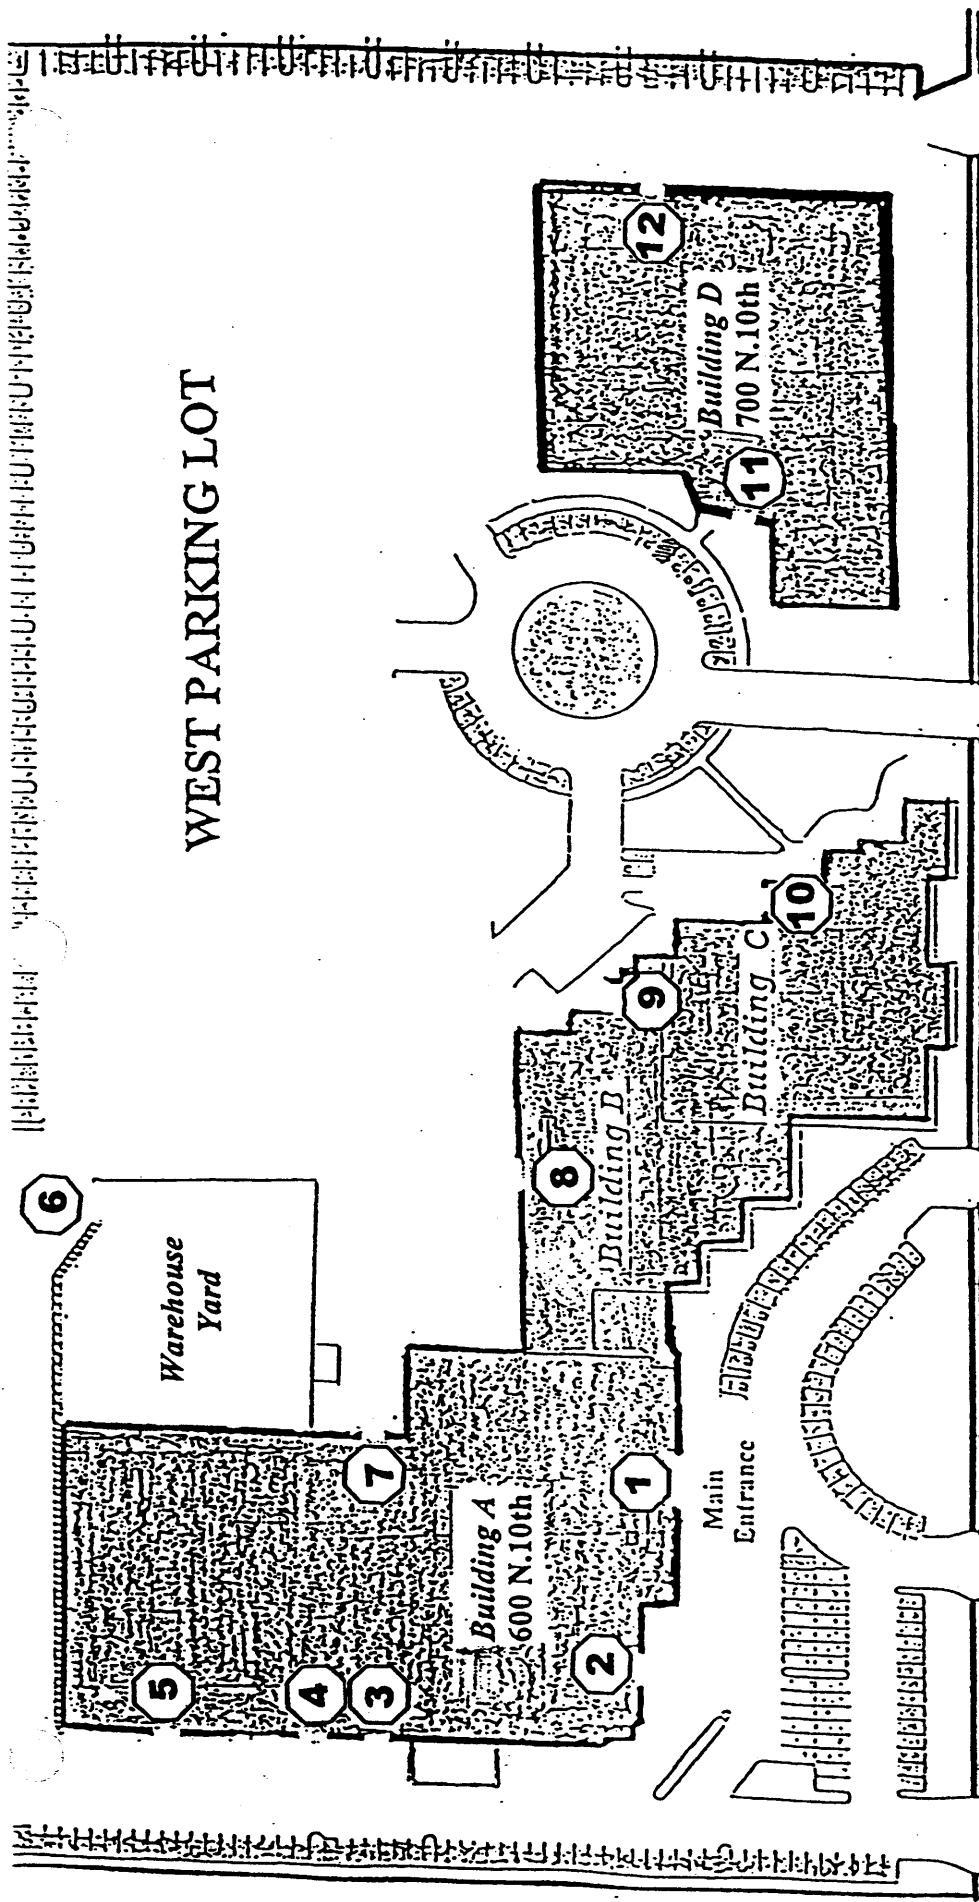 WEST PARKING LOT
6
Warehouse
Yard
5
4
3
7
Building A
600 N.10th
2
1
Main
Entrance
8
Building B
9
Building C
10
11
12
Building D
700 N.10th